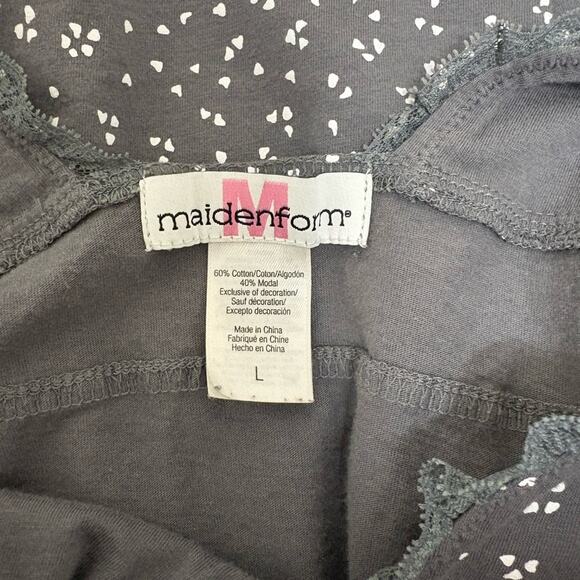 M
maidenform®
60% Cotton/Coton/Algodón
40% Modal
Exclusive of decoration/
Sauf décoration/
Excepto decoración
Made in China
Fabriqué en Chine
Hecho en China
L